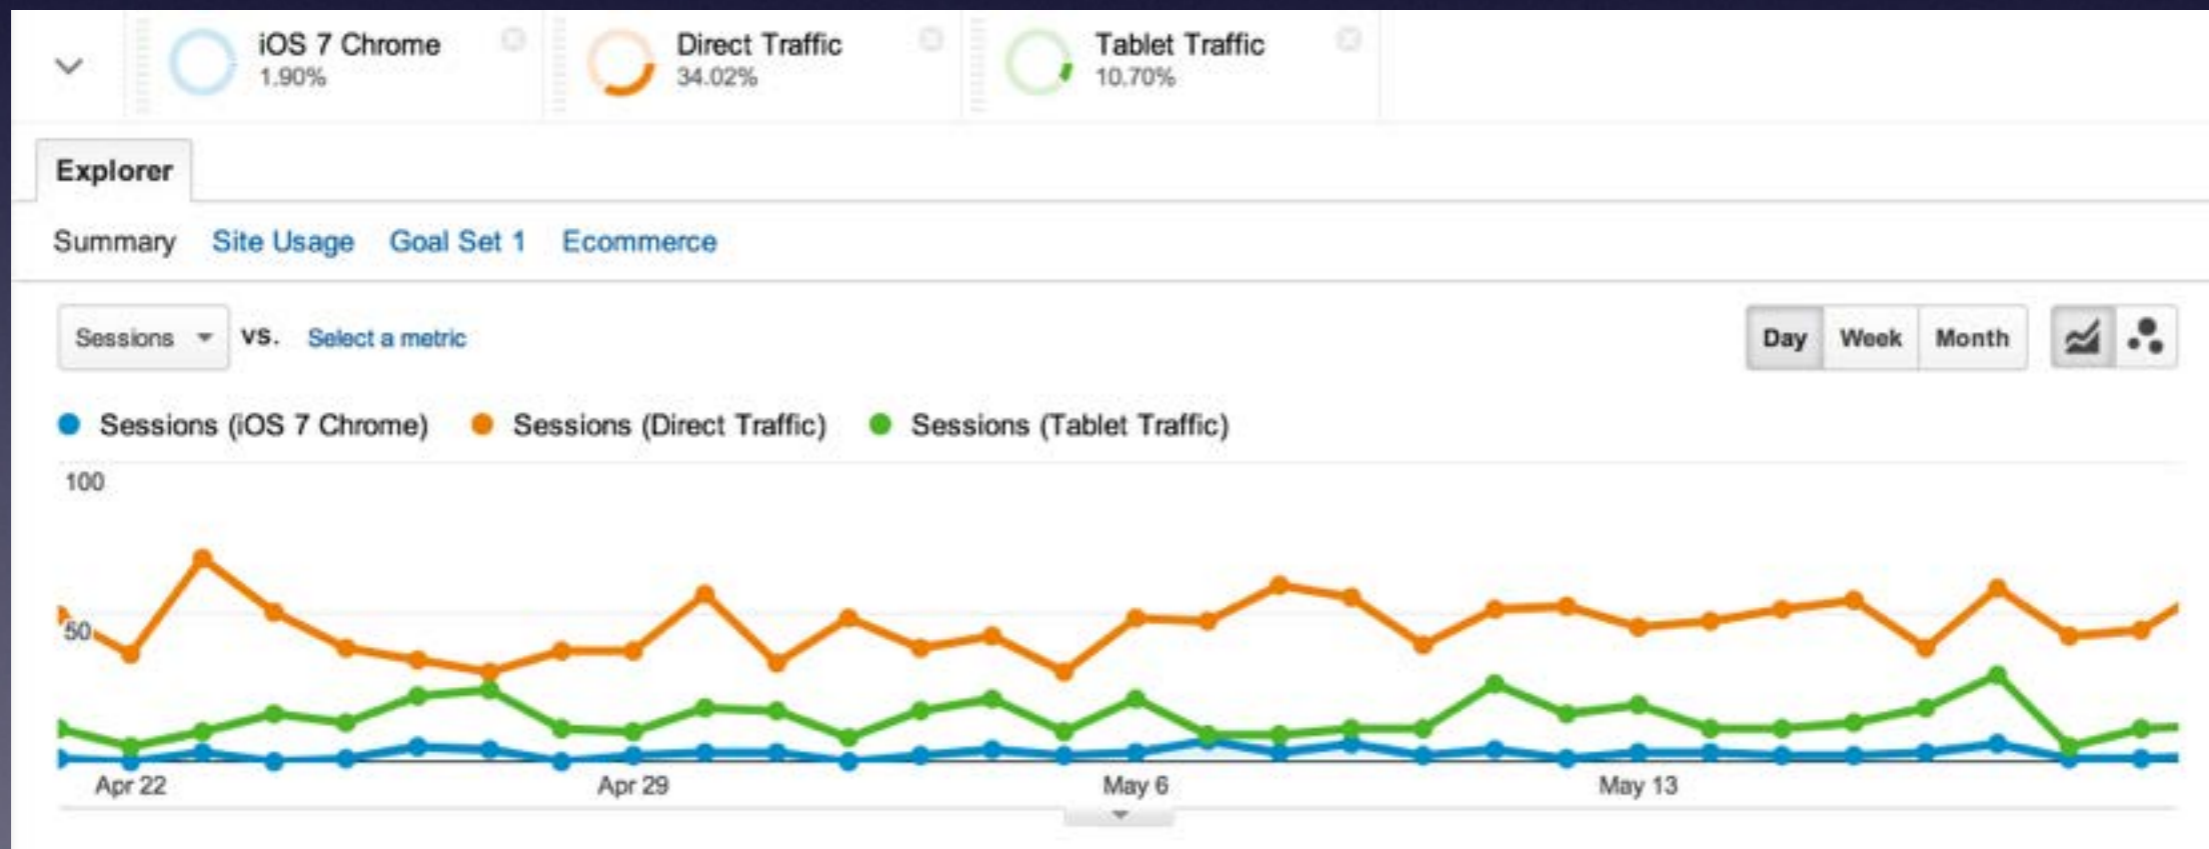 iOS 7 Chrome
1.90%
Direct Traffic
34.02%
Tablet Traffic
10.70%
Explorer
Summary Site Usage Goal Set 1 Ecommerce
Sessions vs. Select a metric
Day Week Month
Sessions (iOS 7 Chrome) Sessions (Direct Traffic) Sessions (Tablet Traffic)
100
50
Apr 22 Apr 29 May 6 May 13